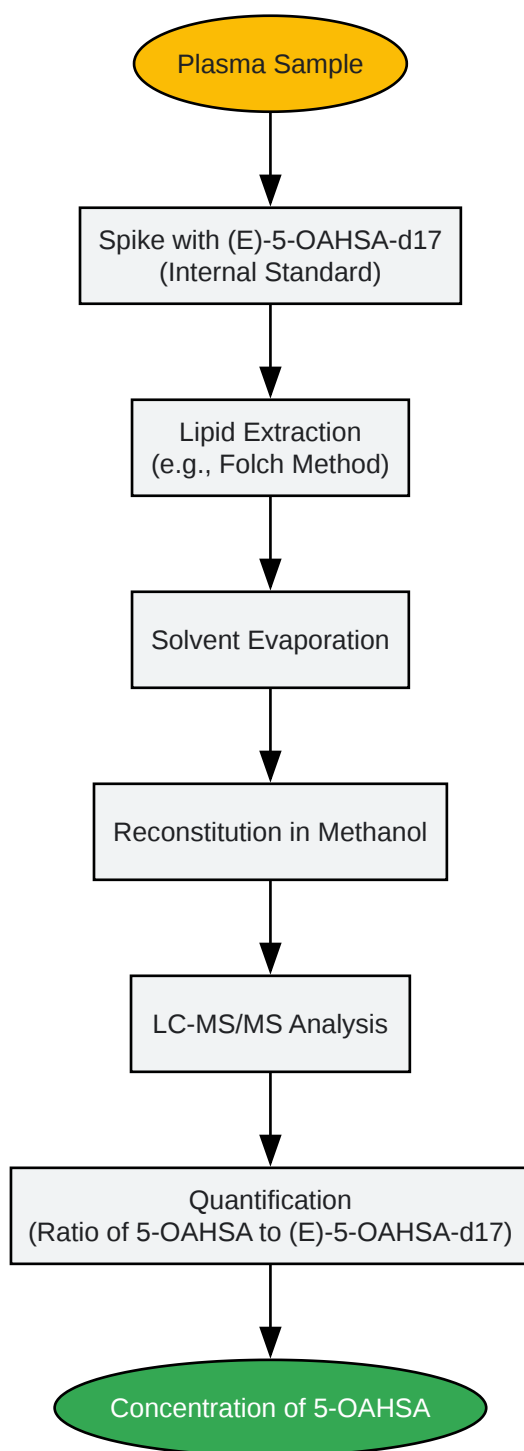 Plasma Sample
Spike with (E)-5-OAHSA-d17
(Internal Standard)
Lipid Extraction
(e.g., Folch Method)
Solvent Evaporation
Reconstitution in Methanol
LC-MS/MS Analysis
Quantification
(Ratio of 5-OAHSA to (E)-5-OAHSA-d17)
Concentration of 5-OAHSA